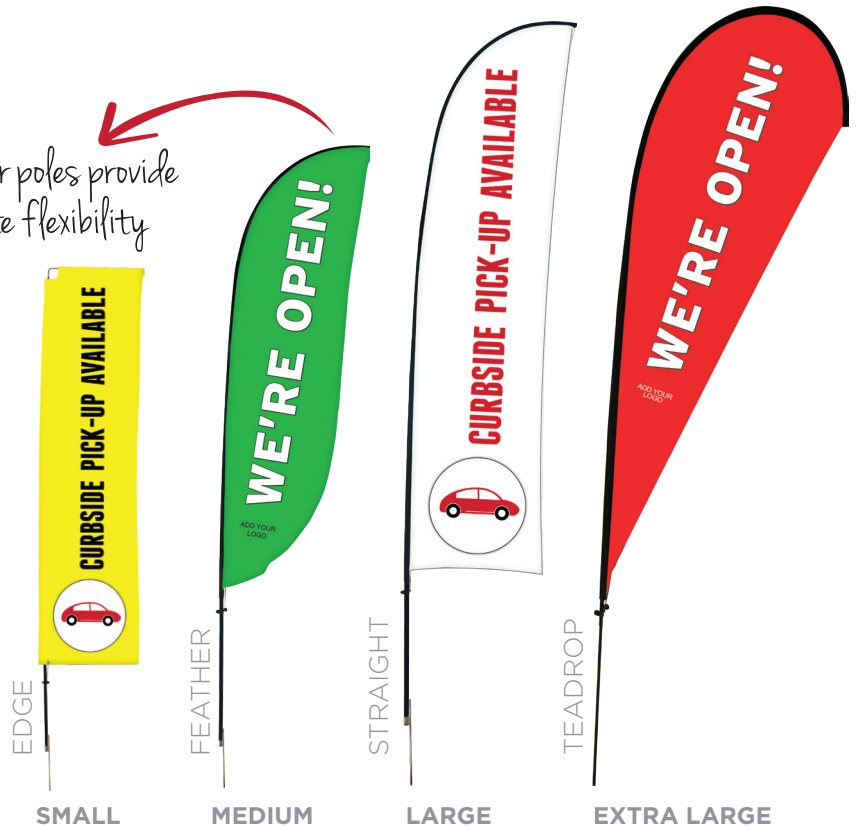 r poles provide
e flexibility
CURBSIDE PICK-UP AVAILABLE
EDGE
SMALL
WE'RE OPEN!
ADD YOUR
LOGO
FEATHER
MEDIUM
CURBSIDE PICK-UP AVAILABLE
STRAIGHT
LARGE
WE'RE OPEN!
ADD YOUR
LOGO
TEADROP
EXTRA LARGE